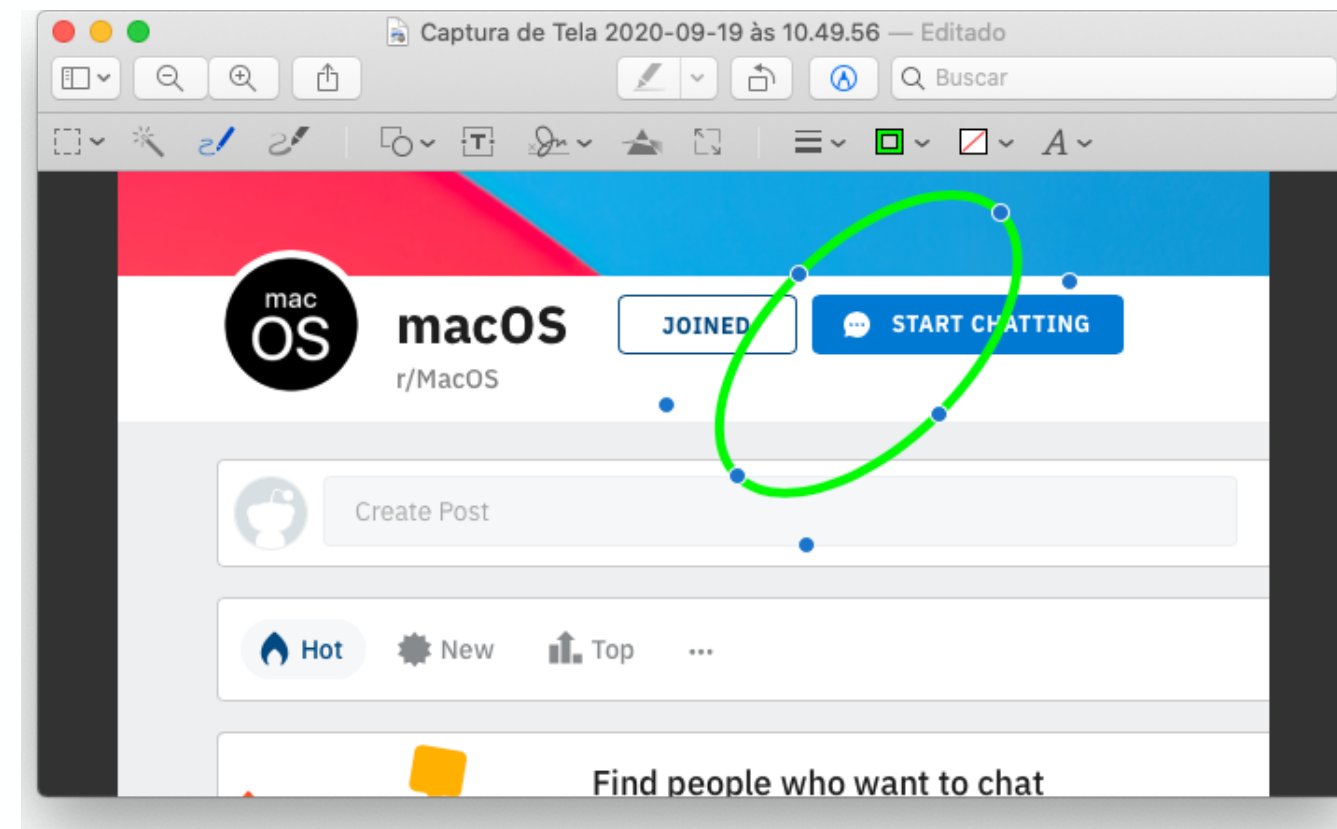 Captura de Tela 2020-09-19 às 10.49.56 — Editado
Buscar
T
A
mac
OS
macOS
r/MacOS
JOINED
START CHATTING
Create Post
Hot
New
Top
...
Find people who want to chat